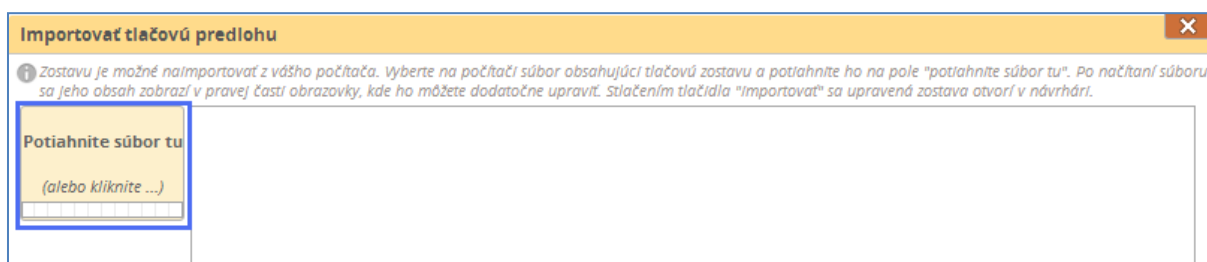 Importovať tlačovú predlohu
Zostavu je možné naimportovať z vášho počítača. Vyberte na počítači súbor obsahujúci tlačovú zostavu a potiahnite ho na pole "potiahnite súbor tu". Po načítaní súboru
sa jeho obsah zobrazí v pravej časti obrazovky, kde ho môžete dodatočne upraviť. Stlačením tlačidla "Importovať" sa upravená zostava otvorí v návrhári.
Potiahnite súbor tu
(alebo kliknite ...)